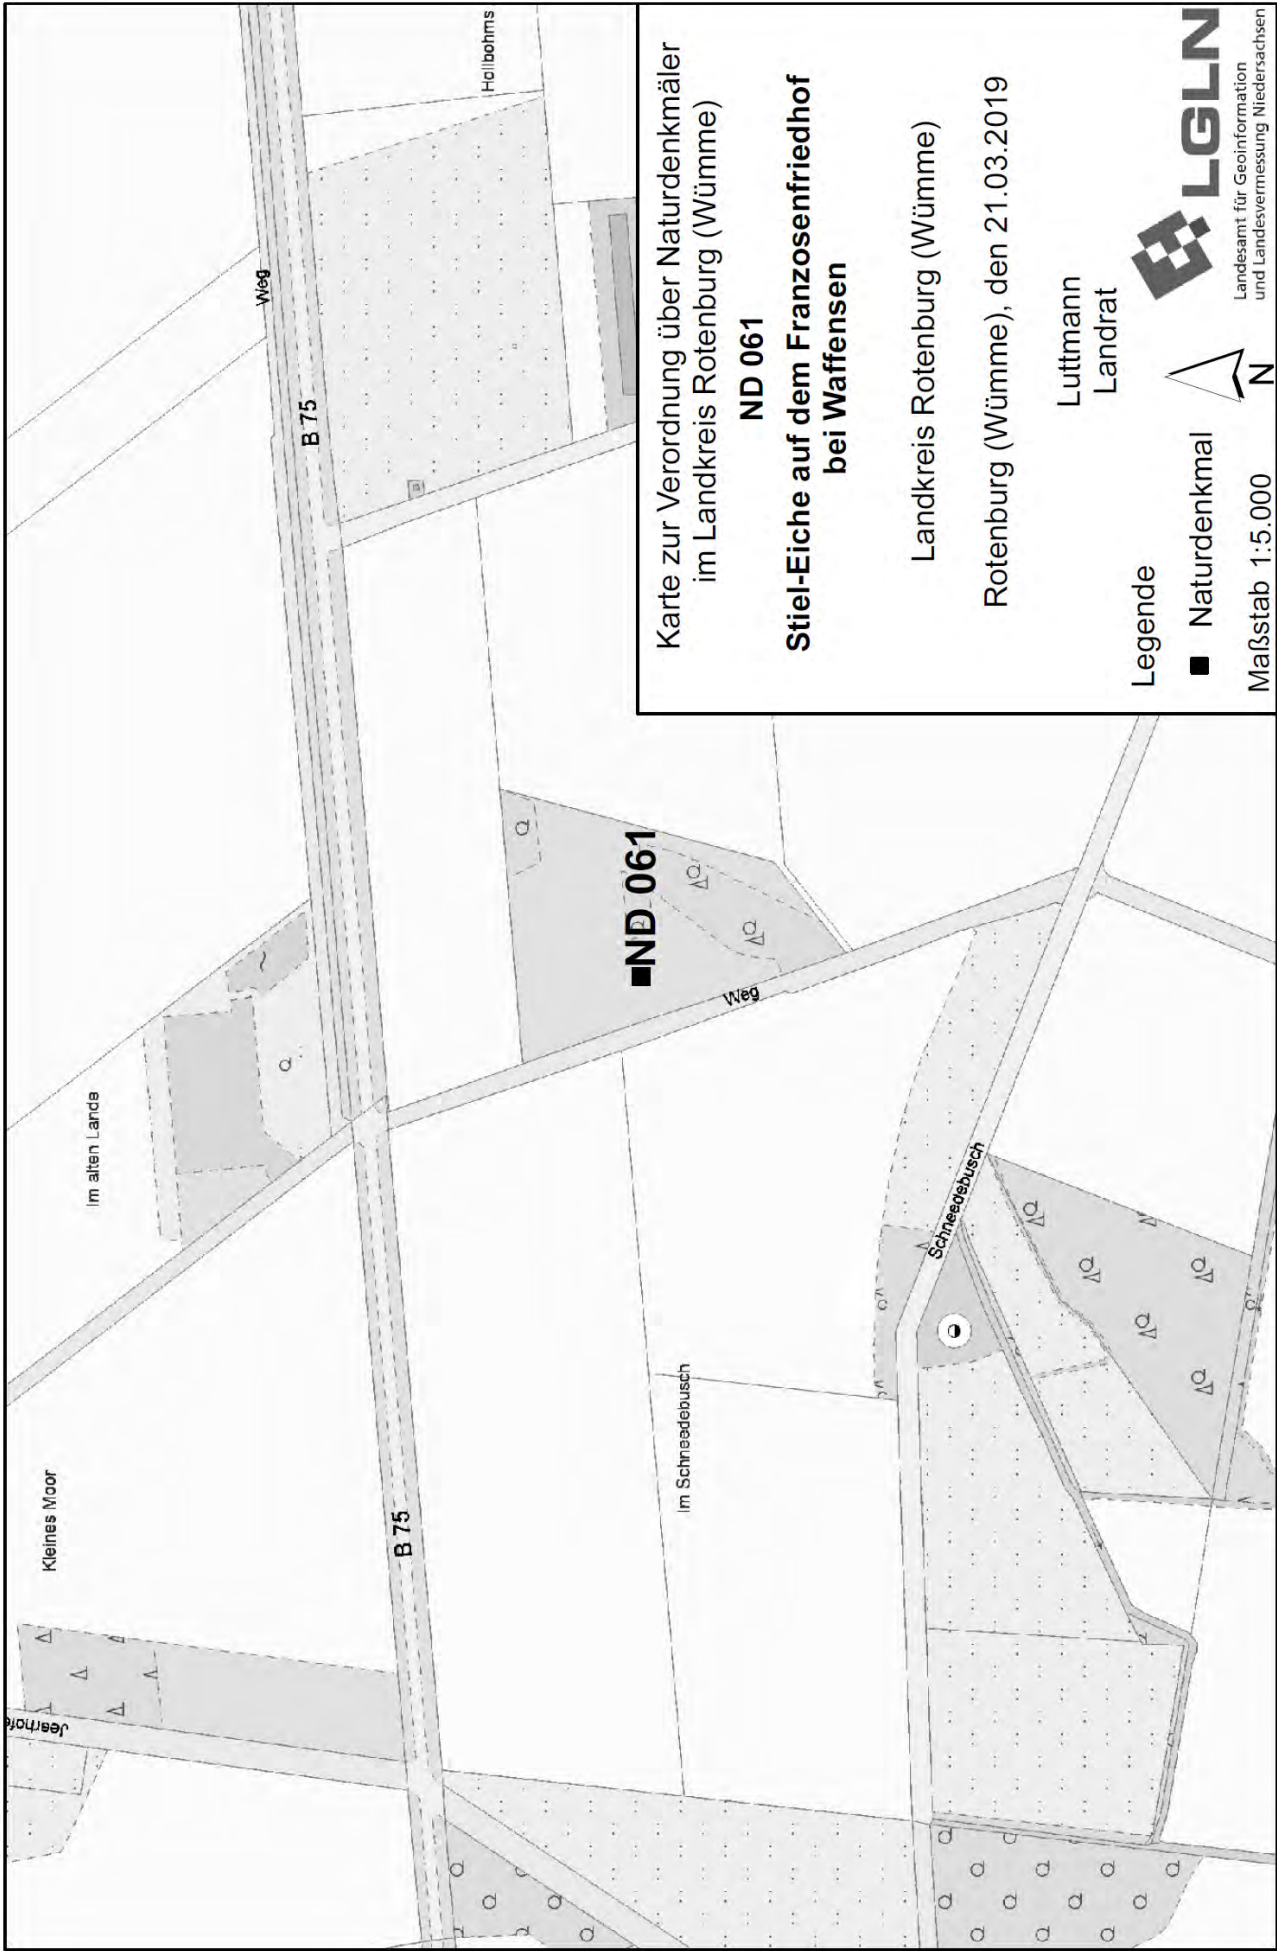 Kleines Moor
Im alten Lande
Weg
B 75
B 75
Hollbohms
Im Schneedebusch
ND 061
Weg
Schneedebusch
Karte zur Verordnung über Naturdenkmäler
im Landkreis Rotenburg (Wümme)
ND 061
Stiel-Eiche auf dem Franzosenfriedhof
bei Waffensen
Landkreis Rotenburg (Wümme)
Rotenburg (Wümme), den 21.03.2019
Luttmann
Landrat
Legende
Naturdenkmal
Maßstab 1:5.000
N
LGLN
Landesamt für Geoinformation
und Landesvermessung Niedersachsen